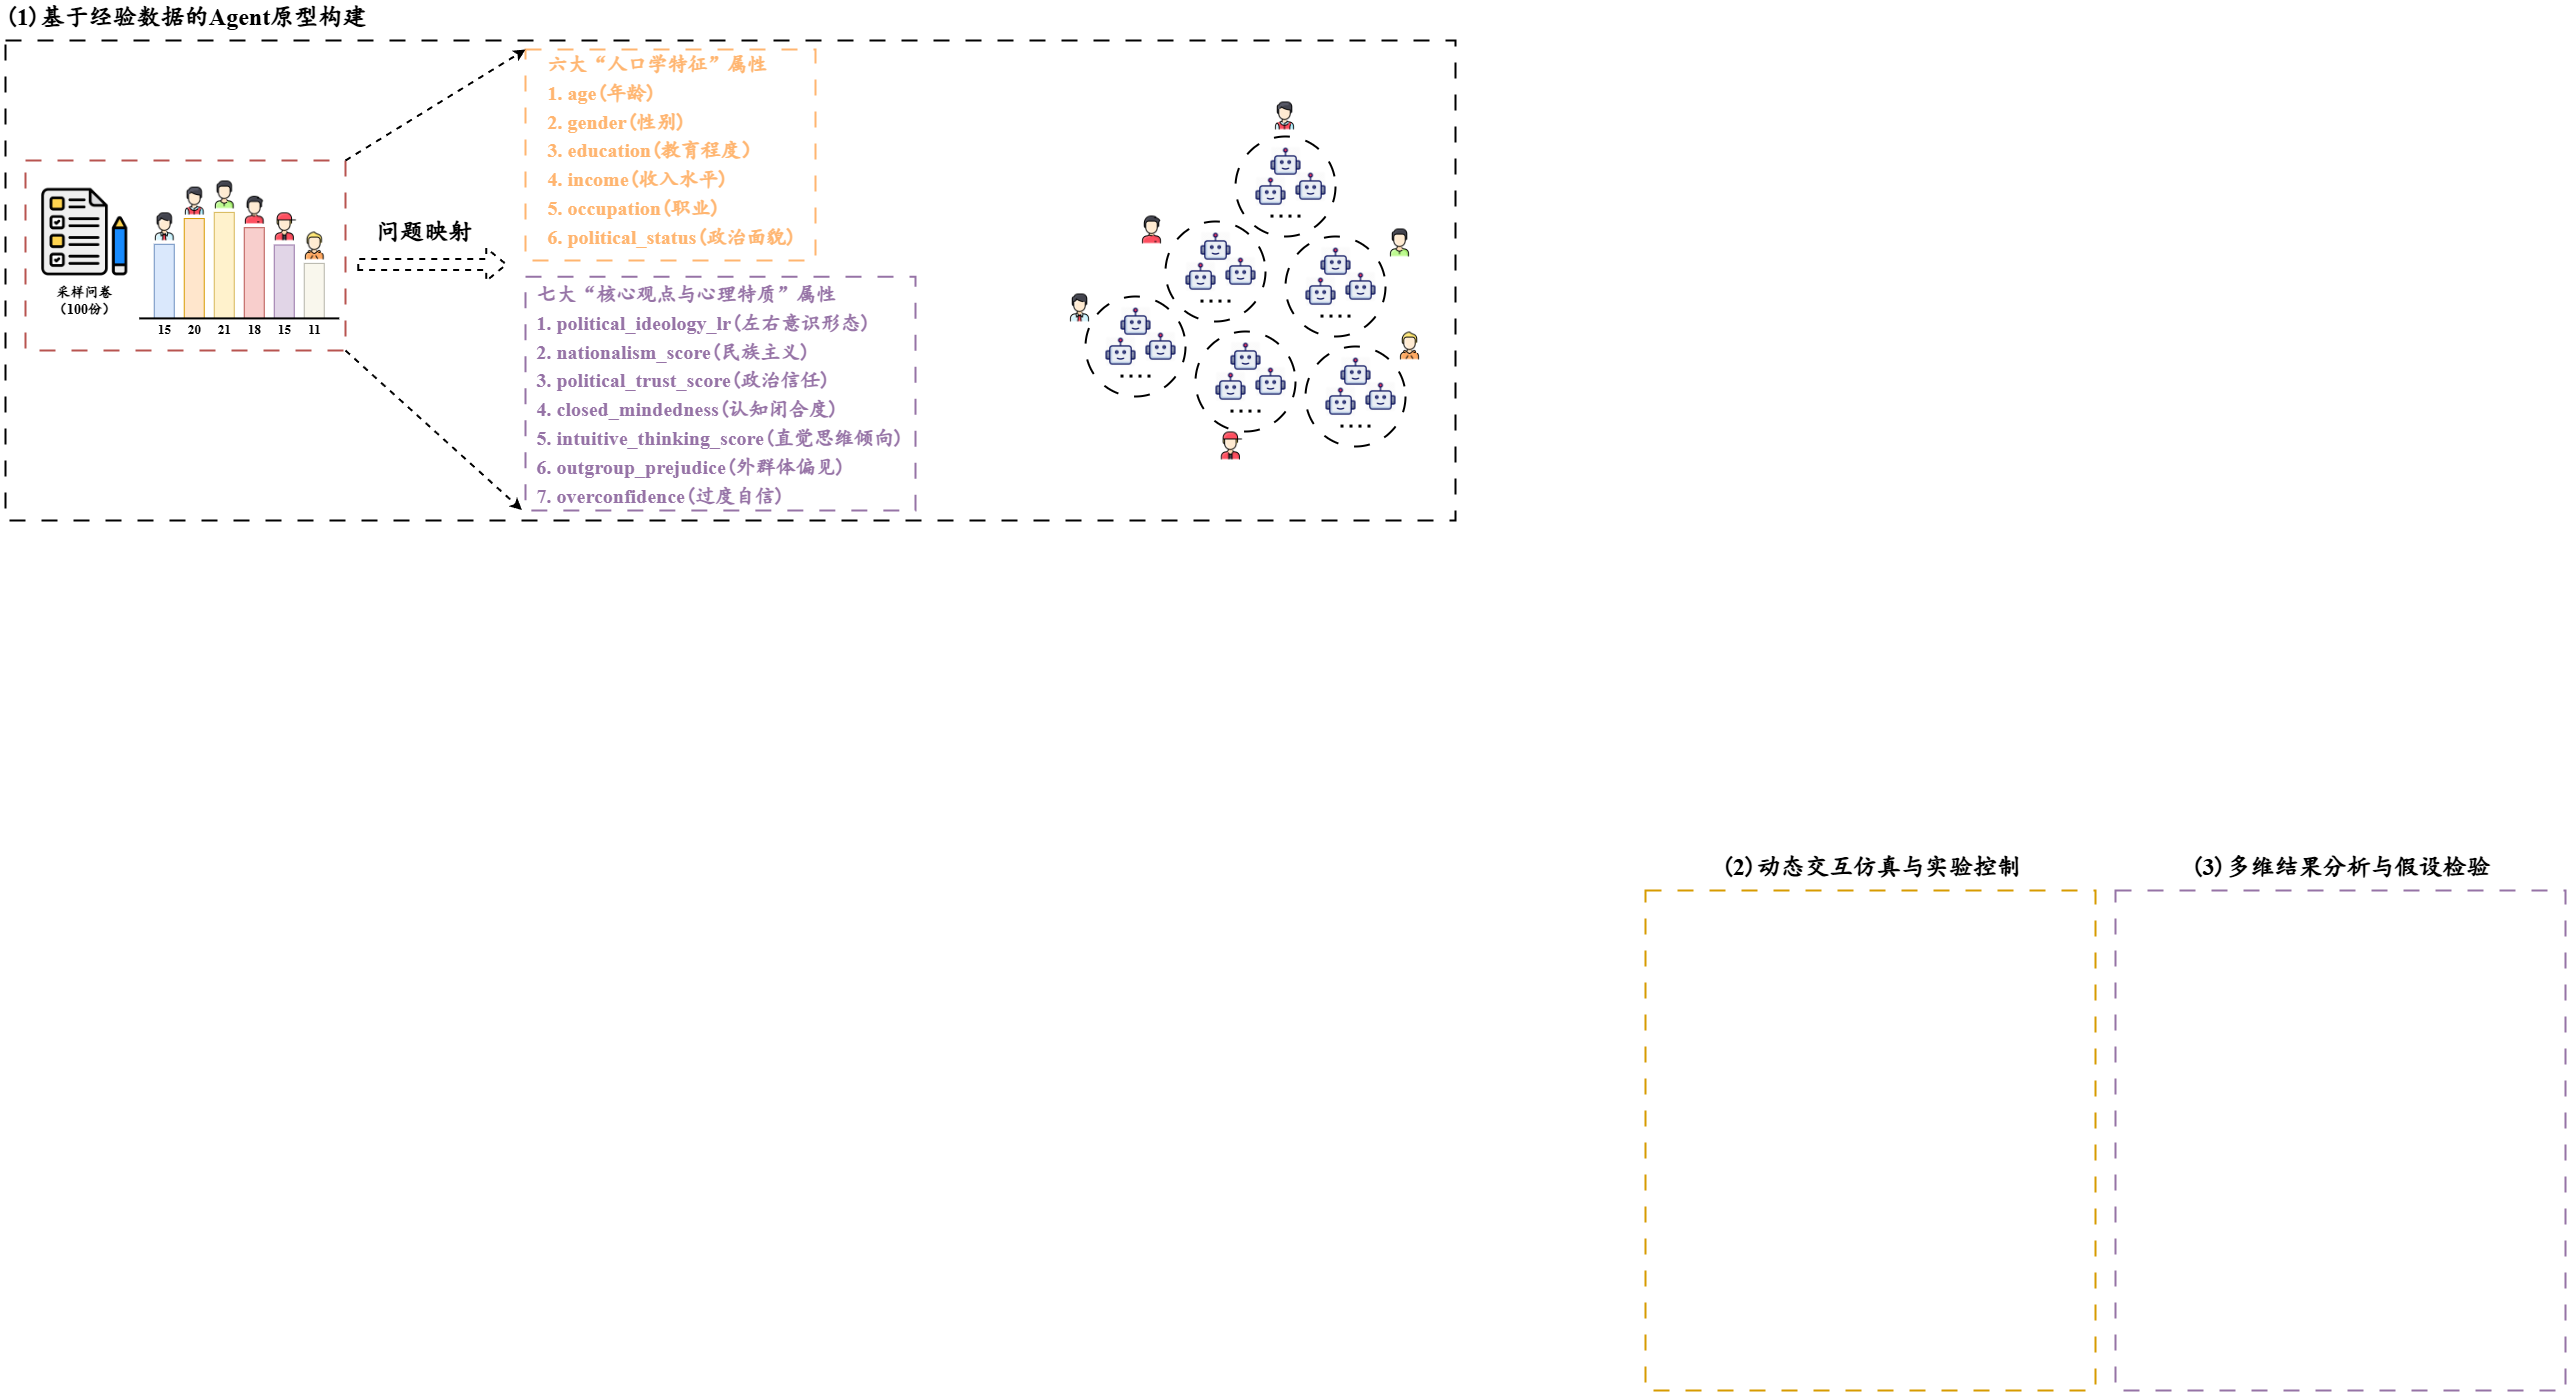 (1)基于经验数据的Agent原型构建
采样问卷
（100份）
15 20 21 18 15 11
问题映射
六大“人口学特征”属性
1. age(年龄)
2. gender(性别)
3. education(教育程度)
4. income(收入水平)
5. occupation(职业)
6. political_status(政治面貌)
七大“核心观点与心理特质”属性
1. political_ideology_lr(左右意识形态)
2. nationalism_score(民族主义)
3. political_trust_score(政治信任)
4. closed_mindedness(认知闭合度)
5. intuitive_thinking_score(直觉思维倾向)
6. outgroup_prejudice(外群体偏见)
7. overconfidence(过度自信)
....
....
....
....
....
....
(2)动态交互仿真与实验控制
(3)多维结果分析与假设检验